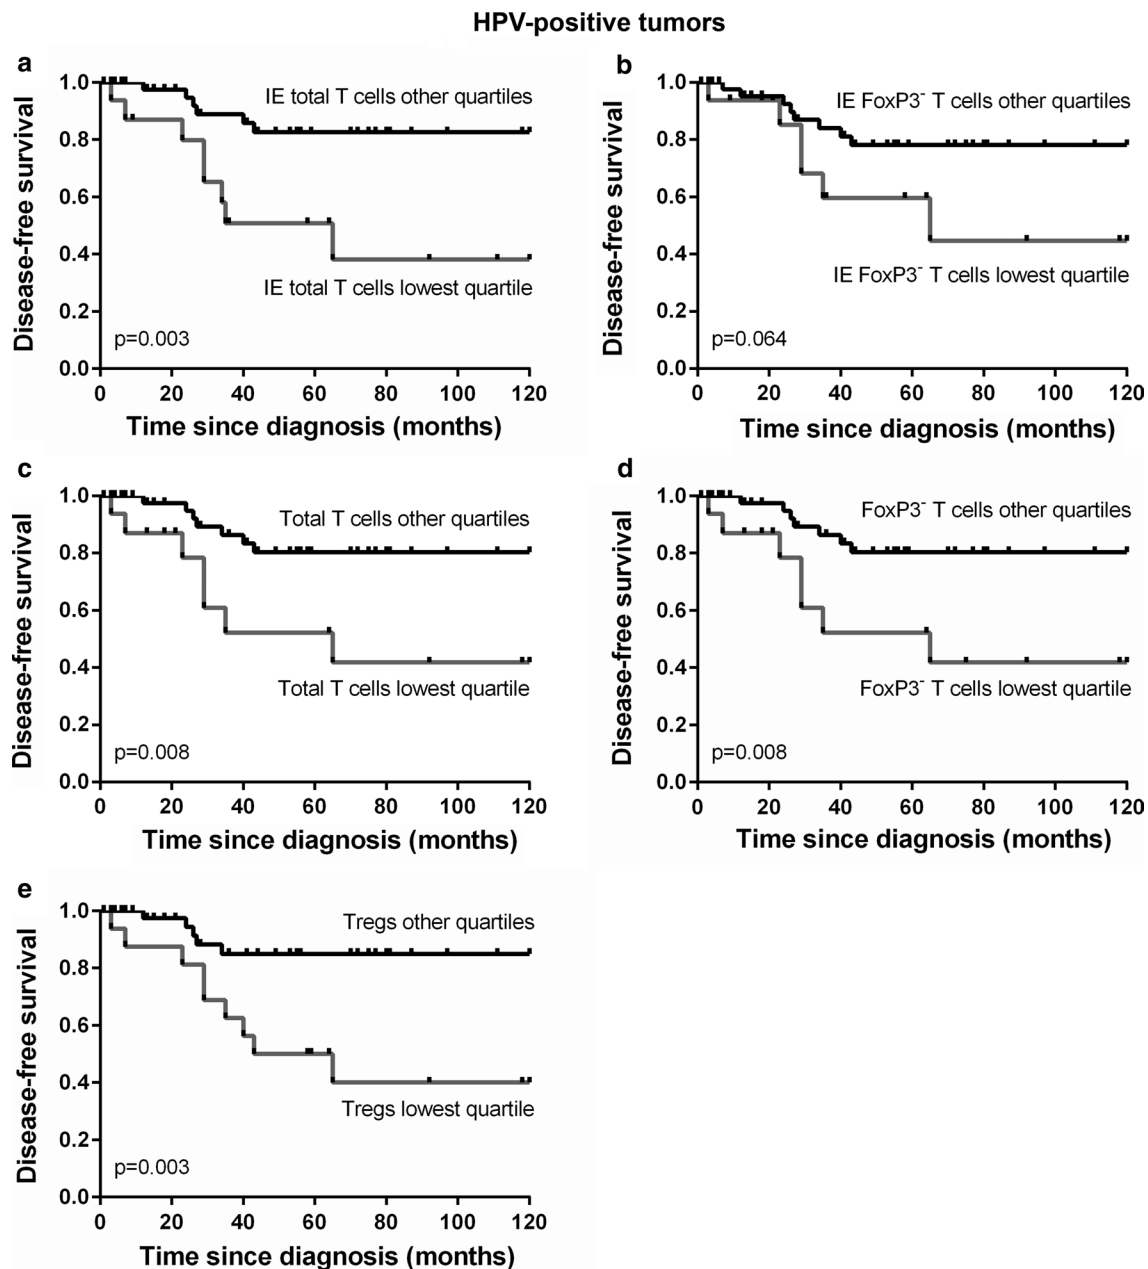 HPV-positive tumors
a
Disease-free survival
1.0
0.8
0.6
0.4
0.2
0.0
IE total T cells other quartiles
IE total T cells lowest quartile
p=0.003
0 20 40 60 80 100 120
Time since diagnosis (months)
b
Disease-free survival
1.0
0.8
0.6
0.4
0.2
0.0
IE FoxP3⁻ T cells other quartiles
IE FoxP3⁻ T cells lowest quartile
p=0.064
0 20 40 60 80 100 120
Time since diagnosis (months)
c
Disease-free survival
1.0
0.8
0.6
0.4
0.2
0.0
Total T cells other quartiles
Total T cells lowest quartile
p=0.008
0 20 40 60 80 100 120
Time since diagnosis (months)
d
Disease-free survival
1.0
0.8
0.6
0.4
0.2
0.0
FoxP3⁻ T cells other quartiles
FoxP3⁻ T cells lowest quartile
p=0.008
0 20 40 60 80 100 120
Time since diagnosis (months)
e
Disease-free survival
1.0
0.8
0.6
0.4
0.2
0.0
Tregs other quartiles
Tregs lowest quartile
p=0.003
0 20 40 60 80 100 120
Time since diagnosis (months)